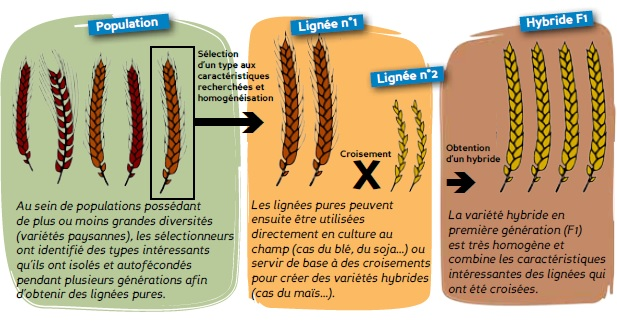 Population
Sélection
d'un type aux
caractéristiques
recherchées et
homogénéisation
Au sein de populations possédant
de plus ou moins grandes diversités
(variétés paysannes), les sélectionneurs
ont identifié des types intéressants
qu'ils ont isolés et autofécondés
pendant plusieurs générations afin
d'obtenir des lignées pures.
Lignée n°1
Lignée n°2
Croisement
X
Les lignées pures peuvent
ensuite être utilisées
directement en culture au
champ (cas du blé, du soja...) ou
servir de base à des croisements
pour créer des variétés hybrides
(cas du maïs...).
Hybride F1
Obtention
d'un hybride
La variété hybride en
première génération (F1)
est très homogène et
combine les caractéristiques
intéressantes des lignées qui
ont été croisées.